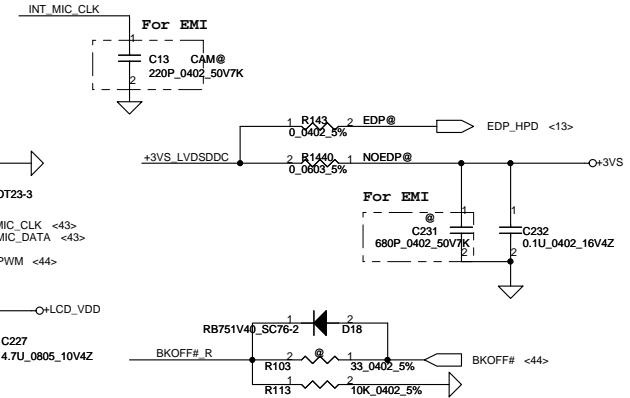 INT_MIC_CLK
For EMI
1
C13 CAM@
220P_0402_50V7K
2
1 R143 2 EDP@
0_0402_5%
EDP_HPD <13>
+3VS_LVDSDDC
2 R1440 1 NOEDP@
0_0603_5%
+3VS
OT23-3
For EMI
MIC_CLK <43>
MIC_DATA <43>
@
1
1
C231
C232
680P_0402_50V7K
0.1U_0402_16V4Z
2
2
PWM <44>
+LCD_VDD
C227
4.7U_0805_10V4Z
1 2
RB751V40_SC76-2 D18
BKOFF#_R
2 @ 1
R103 33_0402_5%
BKOFF# <44>
1 2
R113 10K_0402_5%